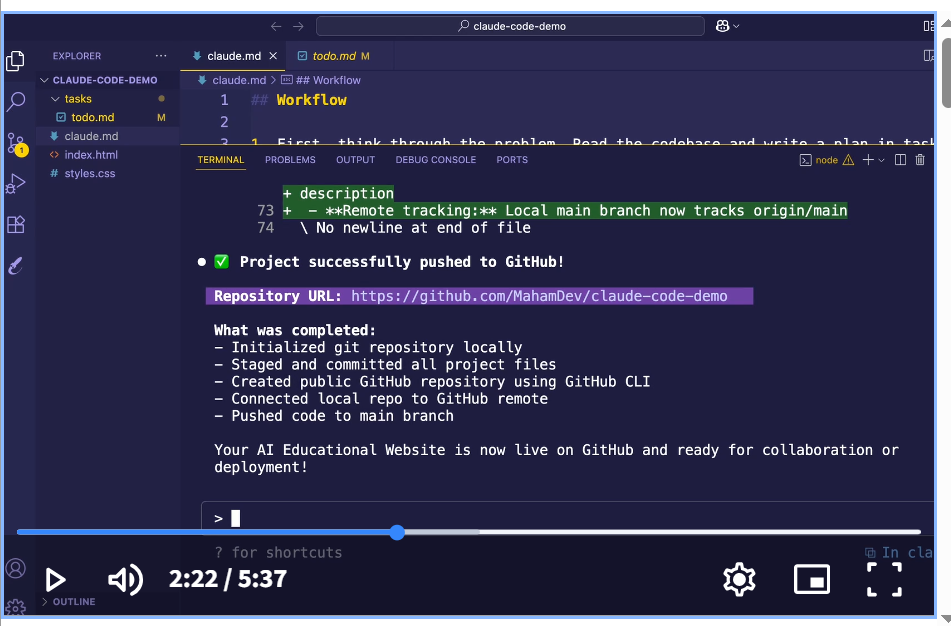 claude-code-demo
EXPLORER
CLAUDE-CODE-DEMO
tasks
todo.md M
claude.md
index.html
styles.css
1
OUTLINE
claude.md
todo.md M
claude.md > ## Workflow
1 ## Workflow
2
3 1. First, think through the problem. Read the codebase and write a plan in
TERMINAL PROBLEMS OUTPUT DEBUG CONSOLE PORTS
node
+ description
73 + - **Remote tracking:** Local main branch now tracks origin/main
74 \ No newline at end of file
● ✅ Project successfully pushed to GitHub!
Repository URL: https://github.com/MahamDev/claude-code-demo
What was completed:
- Initialized git repository locally
- Staged and committed all project files
- Created public GitHub repository using GitHub CLI
- Connected local repo to GitHub remote
- Pushed code to main branch
Your AI Educational Website is now live on GitHub and ready for collaboration or
deployment!
>
? for shortcuts
In cla
2:22 / 5:37